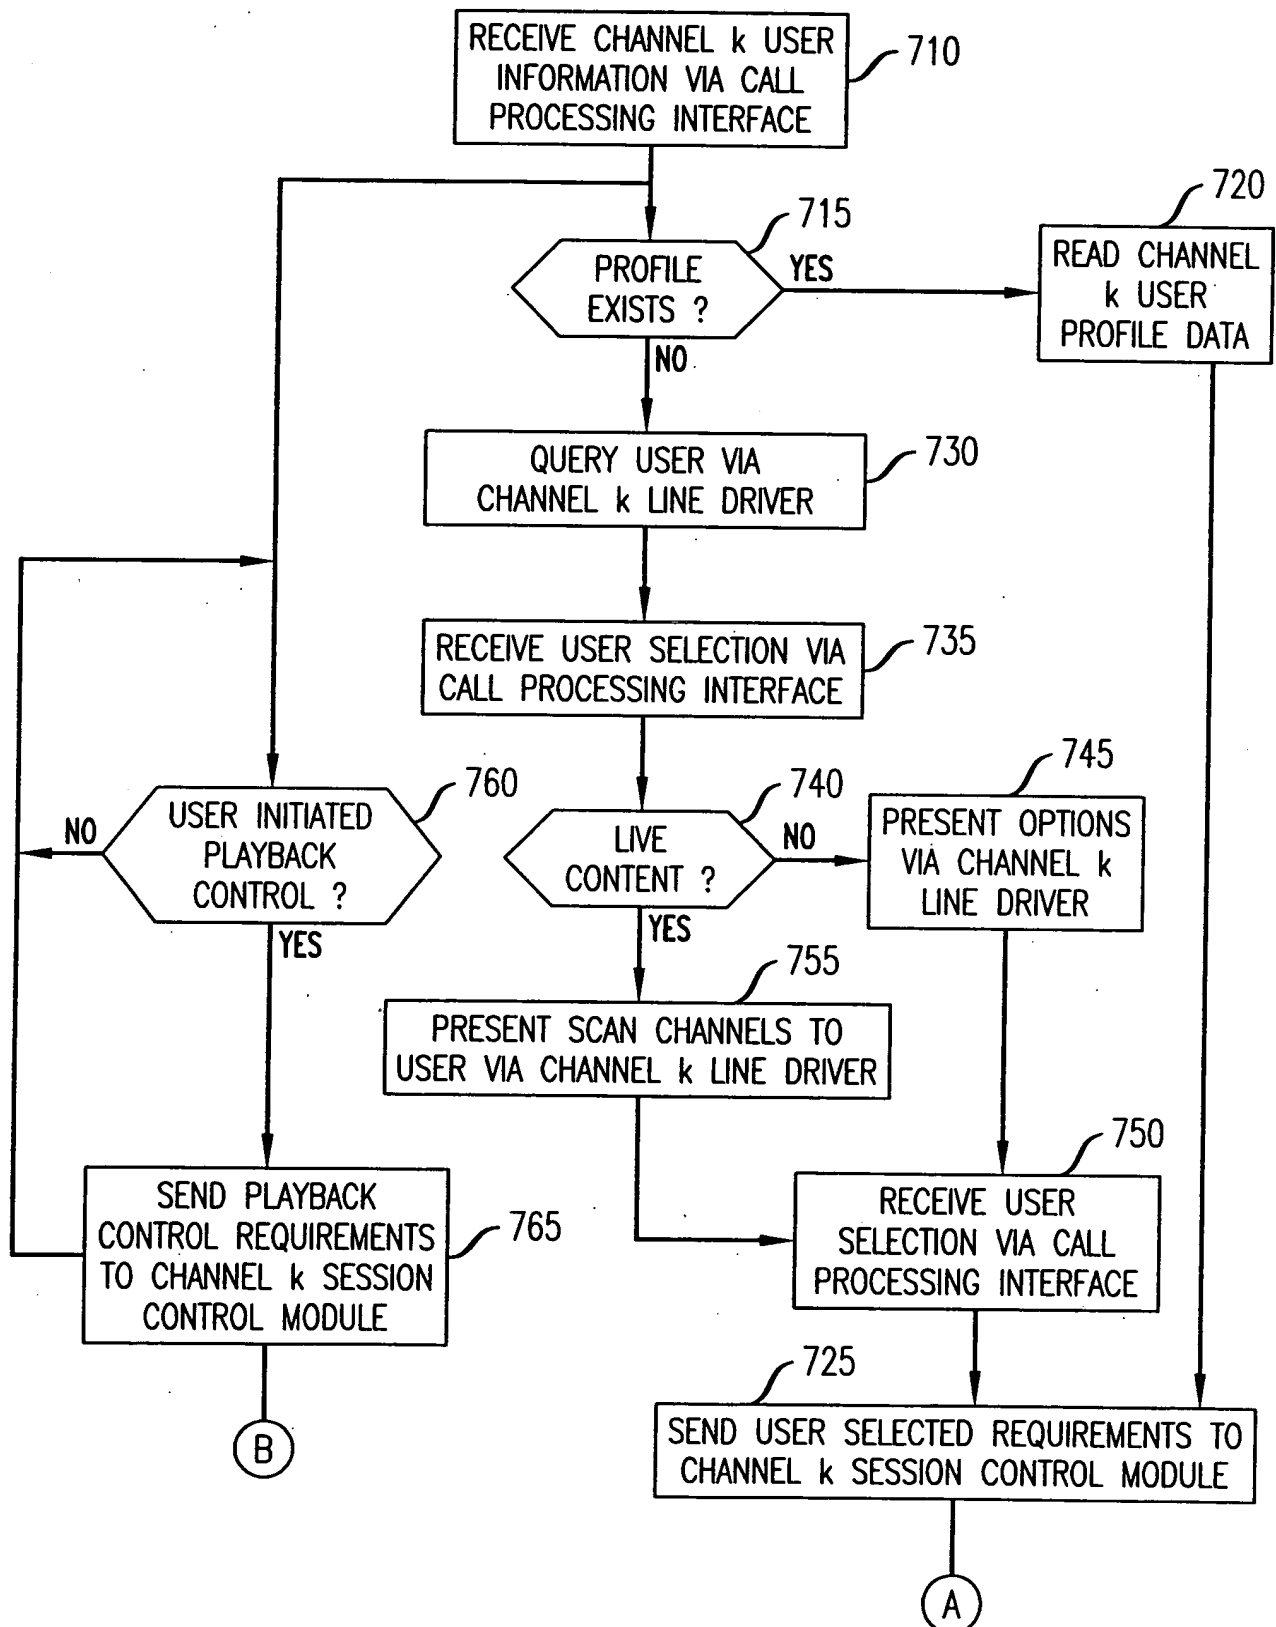 RECEIVE CHANNEL k USER
INFORMATION VIA CALL
PROCESSING INTERFACE
710
715
PROFILE
EXISTS ?
YES
NO
720
READ CHANNEL
k USER
PROFILE DATA
QUERY USER VIA
CHANNEL k LINE DRIVER
730
RECEIVE USER SELECTION VIA
CALL PROCESSING INTERFACE
735
760
USER INITIATED
PLAYBACK
CONTROL ?
NO
YES
740
LIVE
CONTENT ?
NO
YES
745
PRESENT OPTIONS
VIA CHANNEL k
LINE DRIVER
755
PRESENT SCAN CHANNELS TO
USER VIA CHANNEL k LINE DRIVER
750
RECEIVE USER
SELECTION VIA CALL
PROCESSING INTERFACE
SEND PLAYBACK
CONTROL REQUIREMENTS
TO CHANNEL k SESSION
CONTROL MODULE
765
B
725
SEND USER SELECTED REQUIREMENTS TO
CHANNEL k SESSION CONTROL MODULE
A